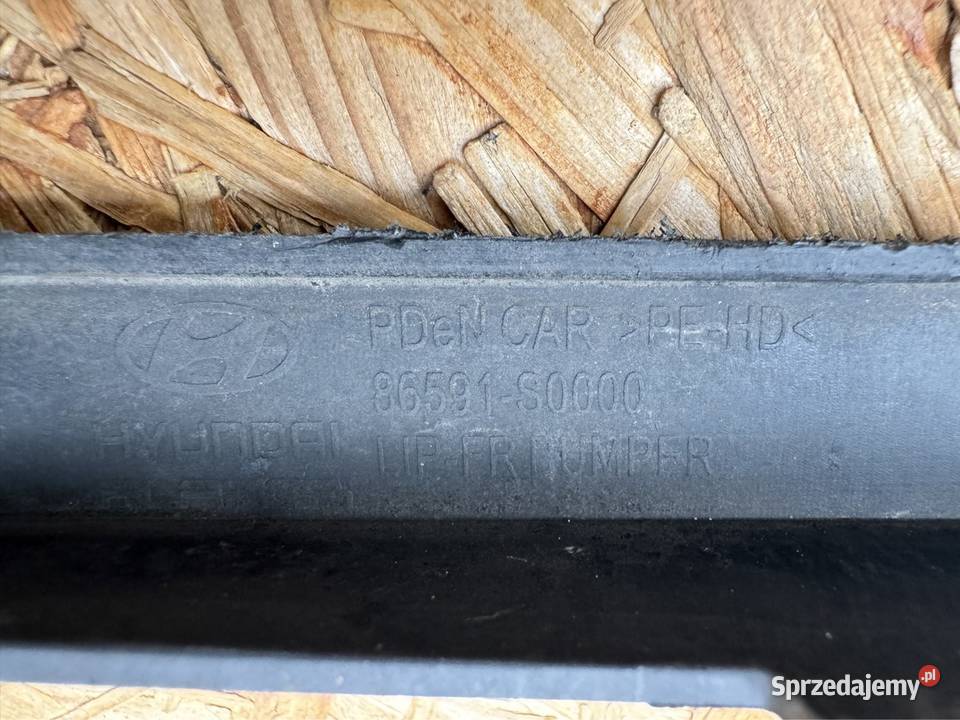 PDeN CAR >PE-HD<
86591-S0000
LIP-FR BUMPER
HYUNDAI
Sprzedajemy.pl